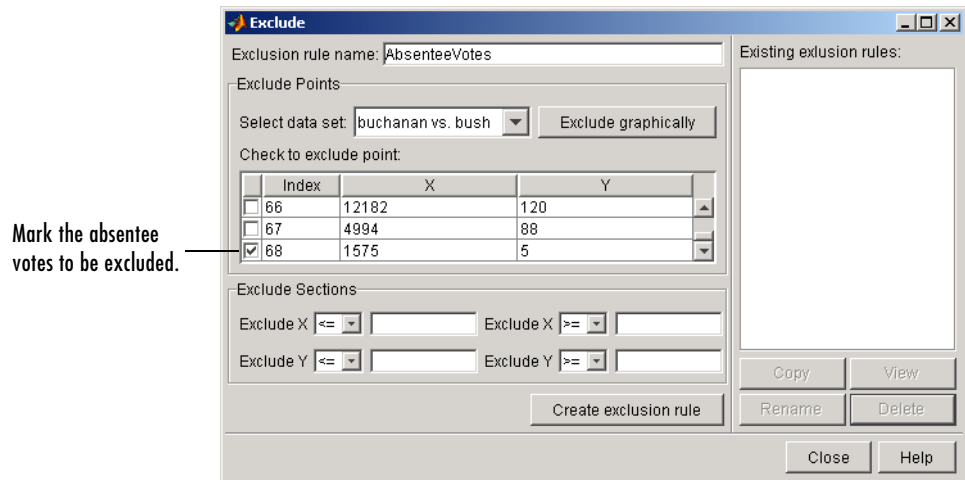 Exclude
Exclusion rule name: AbsenteeVotes
Existing exlusion rules:
Exclude Points
Select data set: buchanan vs. bush Exclude graphically
Check to exclude point:
Index X Y
66 12182 120
67 4994 88
68 1575 5
Mark the absentee
votes to be excluded.
Exclude Sections
Exclude X <= Exclude X >=
Exclude Y <= Exclude Y >=
Create exclusion rule
Copy View
Rename Delete
Close Help